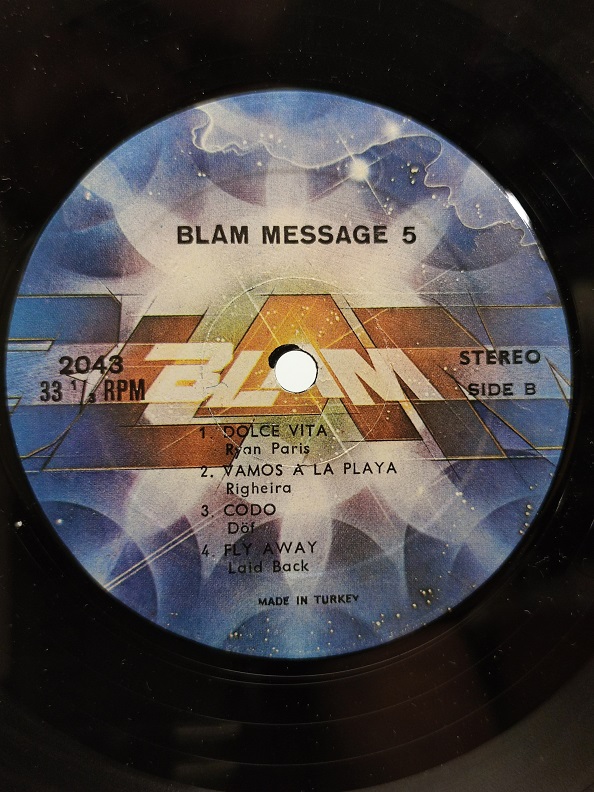 BLAM MESSAGE 5
BLAM
2043
33 1/3 RPM
STEREO
SIDE B
1. DOLCE VITA
Ryan Paris
2. VAMOS A LA PLAYA
Righeira
3. CODO
Döf
4. FLY AWAY
Laid Back
MADE IN TURKEY